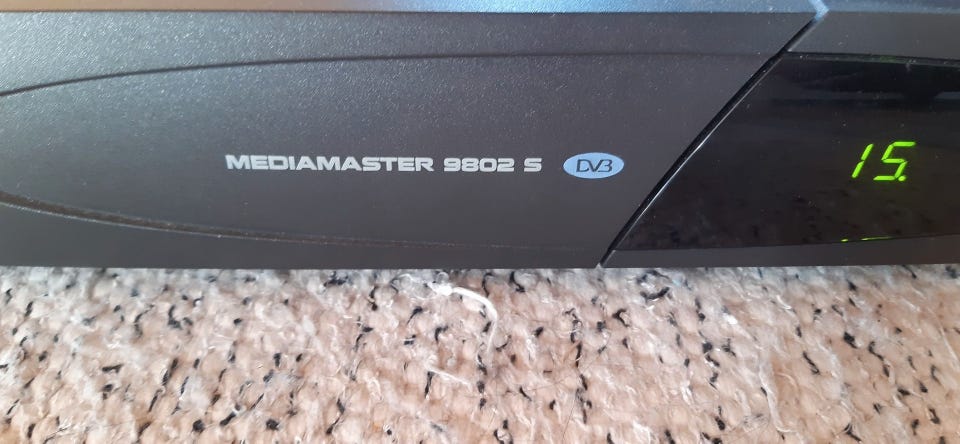 MEDIAMASTER 9802 S DVB
15.